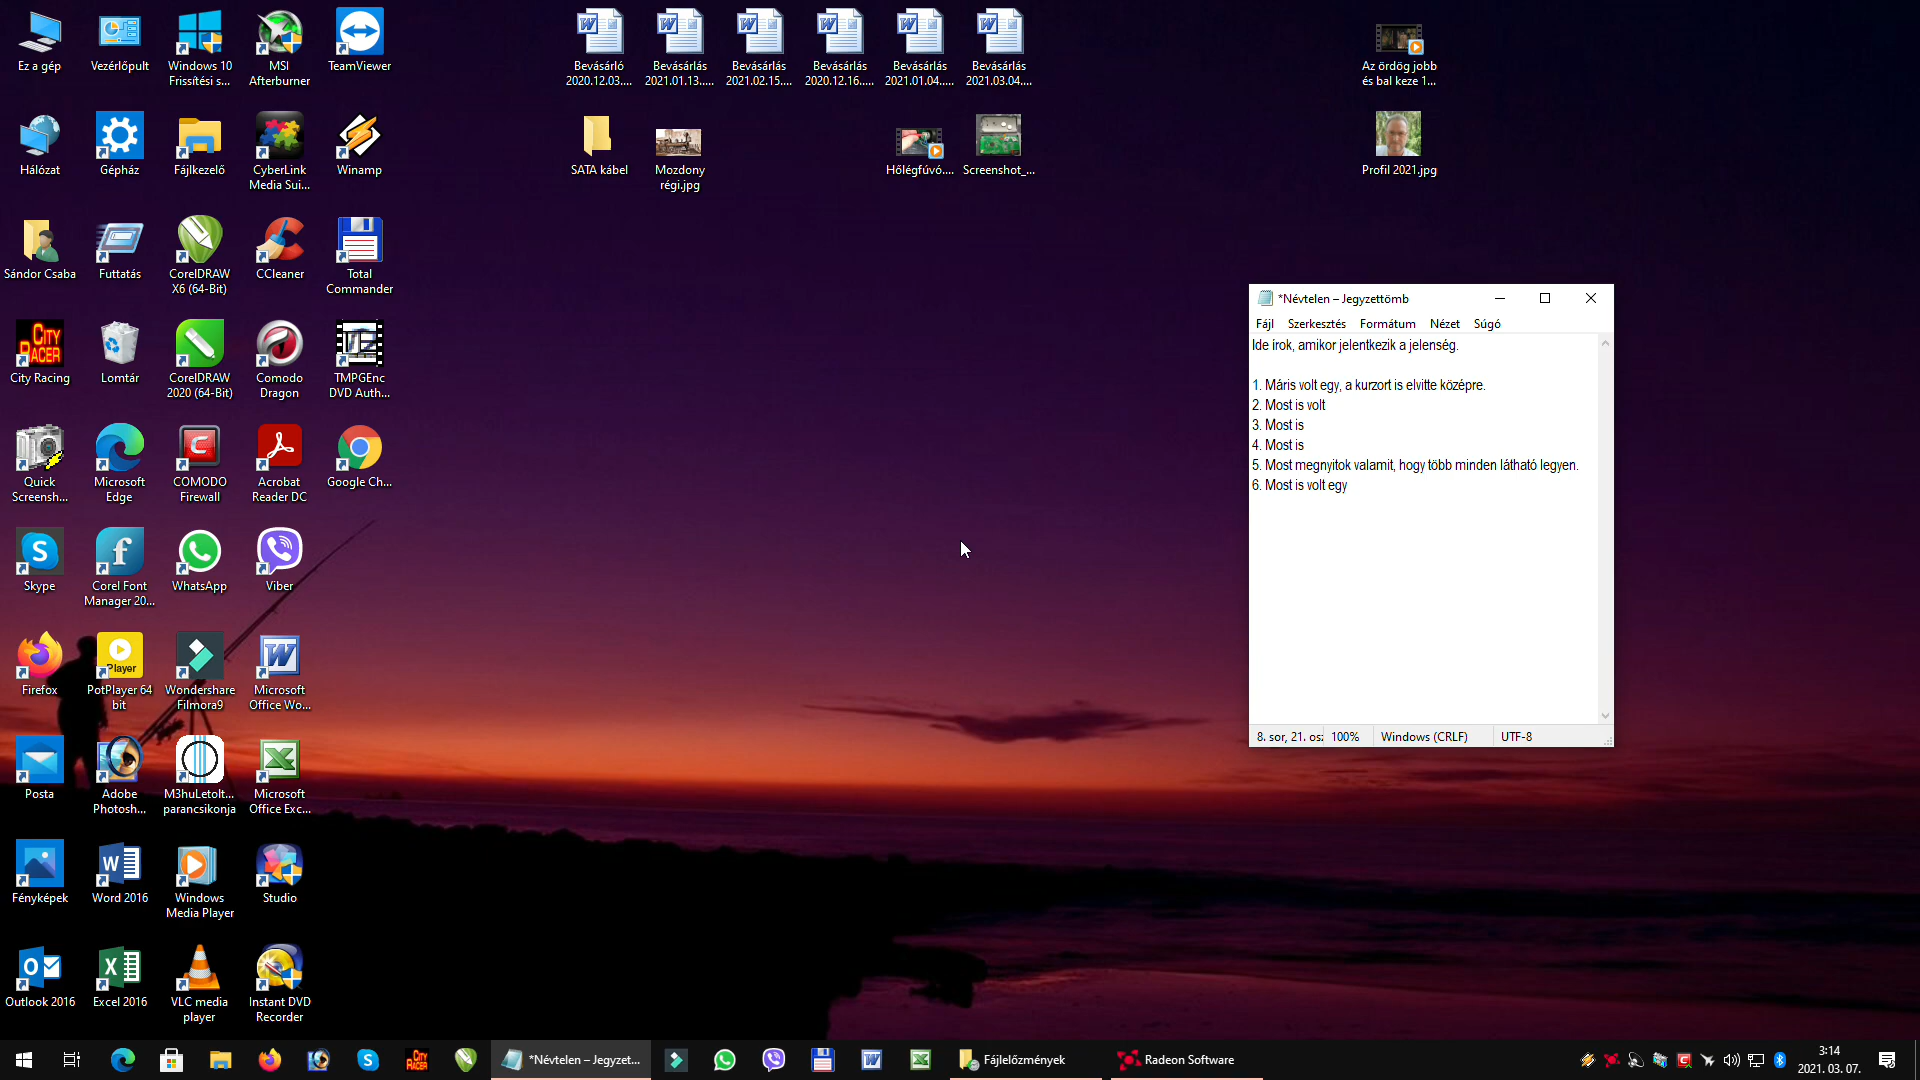 Ez a gép
Vezérlőpult
Windows 10
Frissítési s...
MSI
Afterburner
TeamViewer
Bevásárló
2020.12.03....
Bevásárlás
2021.01.13.....
Bevásárlás
2021.02.15....
Bevásárlás
2020.12.16....
Bevásárlás
2021.01.04....
Bevásárlás
2021.03.04....
Az ördög jobb
és bal keze 1...
Hálózat
Gépház
Fájlkezelő
CyberLink
Media Sui...
Winamp
SATA kábel
Mozdony
régi.jpg
Hőlégfúvó....
Screenshot_...
Profil 2021.jpg
Sándor Csaba
Futtatás
CorelDRAW
X6 (64-Bit)
CCleaner
Total
Commander
CITY
RACER
City Racing
Lomtár
CorelDRAW
2020 (64-Bit)
Comodo
Dragon
TMPGEnc
DVD Auth...
Quick
Screensh...
Microsoft
Edge
COMODO
Firewall
Acrobat
Reader DC
Google Ch...
Skype
Corel Font
Manager 20...
WhatsApp
Viber
Firefox
Player
PotPlayer 64
bit
Wondershare
Filmora9
Microsoft
Office Wo...
Posta
Adobe
Photosh...
M3huLetolt...
parancsikonja
Microsoft
Office Exc...
Fényképek
Word 2016
Windows
Media Player
Studio
Outlook 2016
Excel 2016
VLC media
player
Instant DVD
Recorder
*Névtelen – Jegyzettömb
Fájl Szerkesztés Formátum Nézet Súgó
Ide írok, amikor jelentkezik a jelenség.
1. Máris volt egy, a kurzort is elvitte középre.
2. Most is volt
3. Most is
4. Most is
5. Most megnyitok valamit, hogy több minden látható legyen.
6. Most is volt egy
8. sor, 21. osz 100% Windows (CRLF) UTF-8
CITY
RACER
*Névtelen – Jegyzet...
Fájlelőzmények
Radeon Software
3:14
2021. 03. 07.